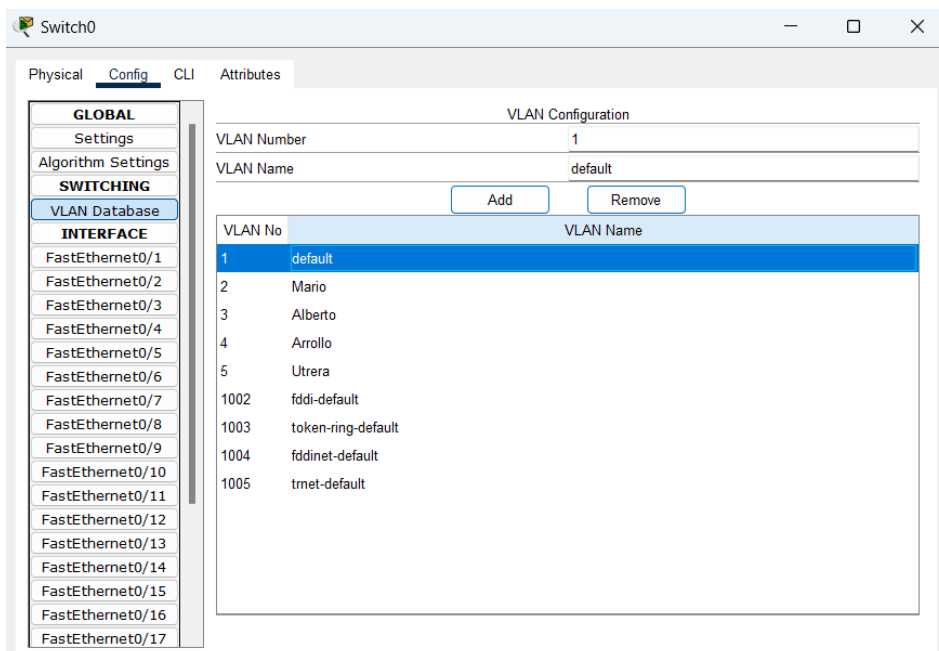 Switch0
Physical Config CLI Attributes
GLOBAL
Settings
Algorithm Settings
SWITCHING
VLAN Database
INTERFACE
FastEthernet0/1
FastEthernet0/2
FastEthernet0/3
FastEthernet0/4
FastEthernet0/5
FastEthernet0/6
FastEthernet0/7
FastEthernet0/8
FastEthernet0/9
FastEthernet0/10
FastEthernet0/11
FastEthernet0/12
FastEthernet0/13
FastEthernet0/14
FastEthernet0/15
FastEthernet0/16
FastEthernet0/17
VLAN Configuration
VLAN Number 1
VLAN Name default
Add Remove
VLAN No VLAN Name
1 default
2 Mario
3 Alberto
4 Arrollo
5 Utrera
1002 fddi-default
1003 token-ring-default
1004 fddinet-default
1005 trnet-default